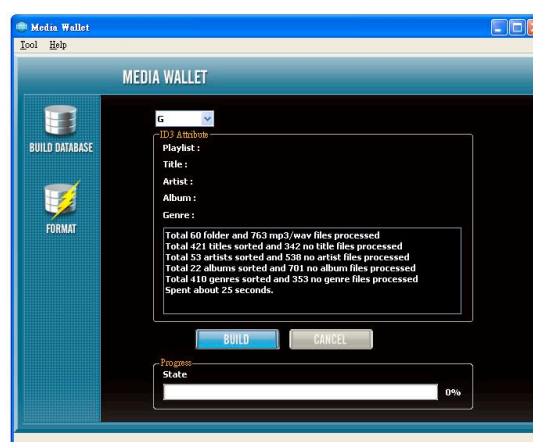 Media Wallet
Tool Help
MEDIA WALLET
BUILD DATABASE
FORMAT
G
ID3 Attribute
Playlist :
Title :
Artist :
Album :
Genre :
Total 60 folder and 763 mp3/wav files processed
Total 421 titles sorted and 342 no title files processed
Total 53 artists sorted and 538 no artist files processed
Total 22 albums sorted and 701 no album files processed
Total 410 genres sorted and 353 no genre files processed
Spent about 25 seconds.
BUILD CANCEL
Progress
State
0%